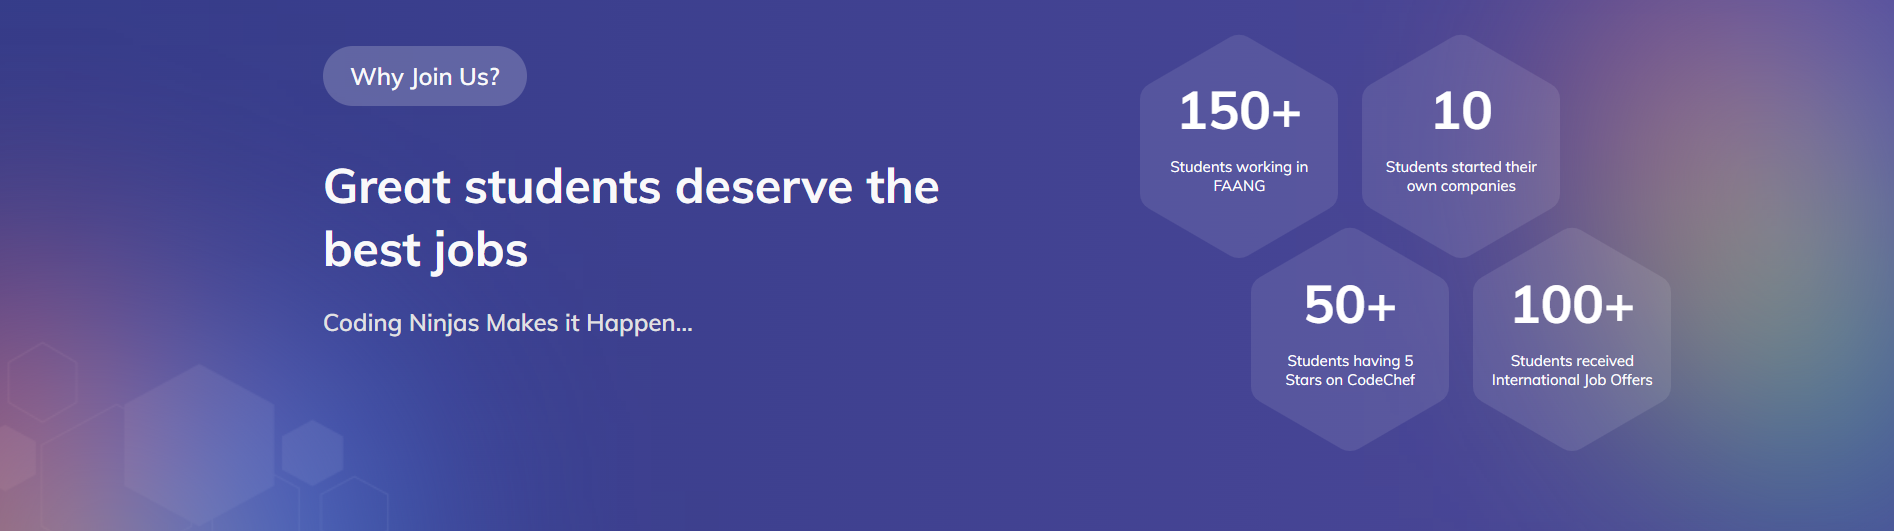 Why Join Us?
Great students deserve the
best jobs
Coding Ninjas Makes it Happen...
150+
Students working in
FAANG
10
Students started their
own companies
50+
Students having 5
Stars on CodeChef
100+
Students received
International Job Offers